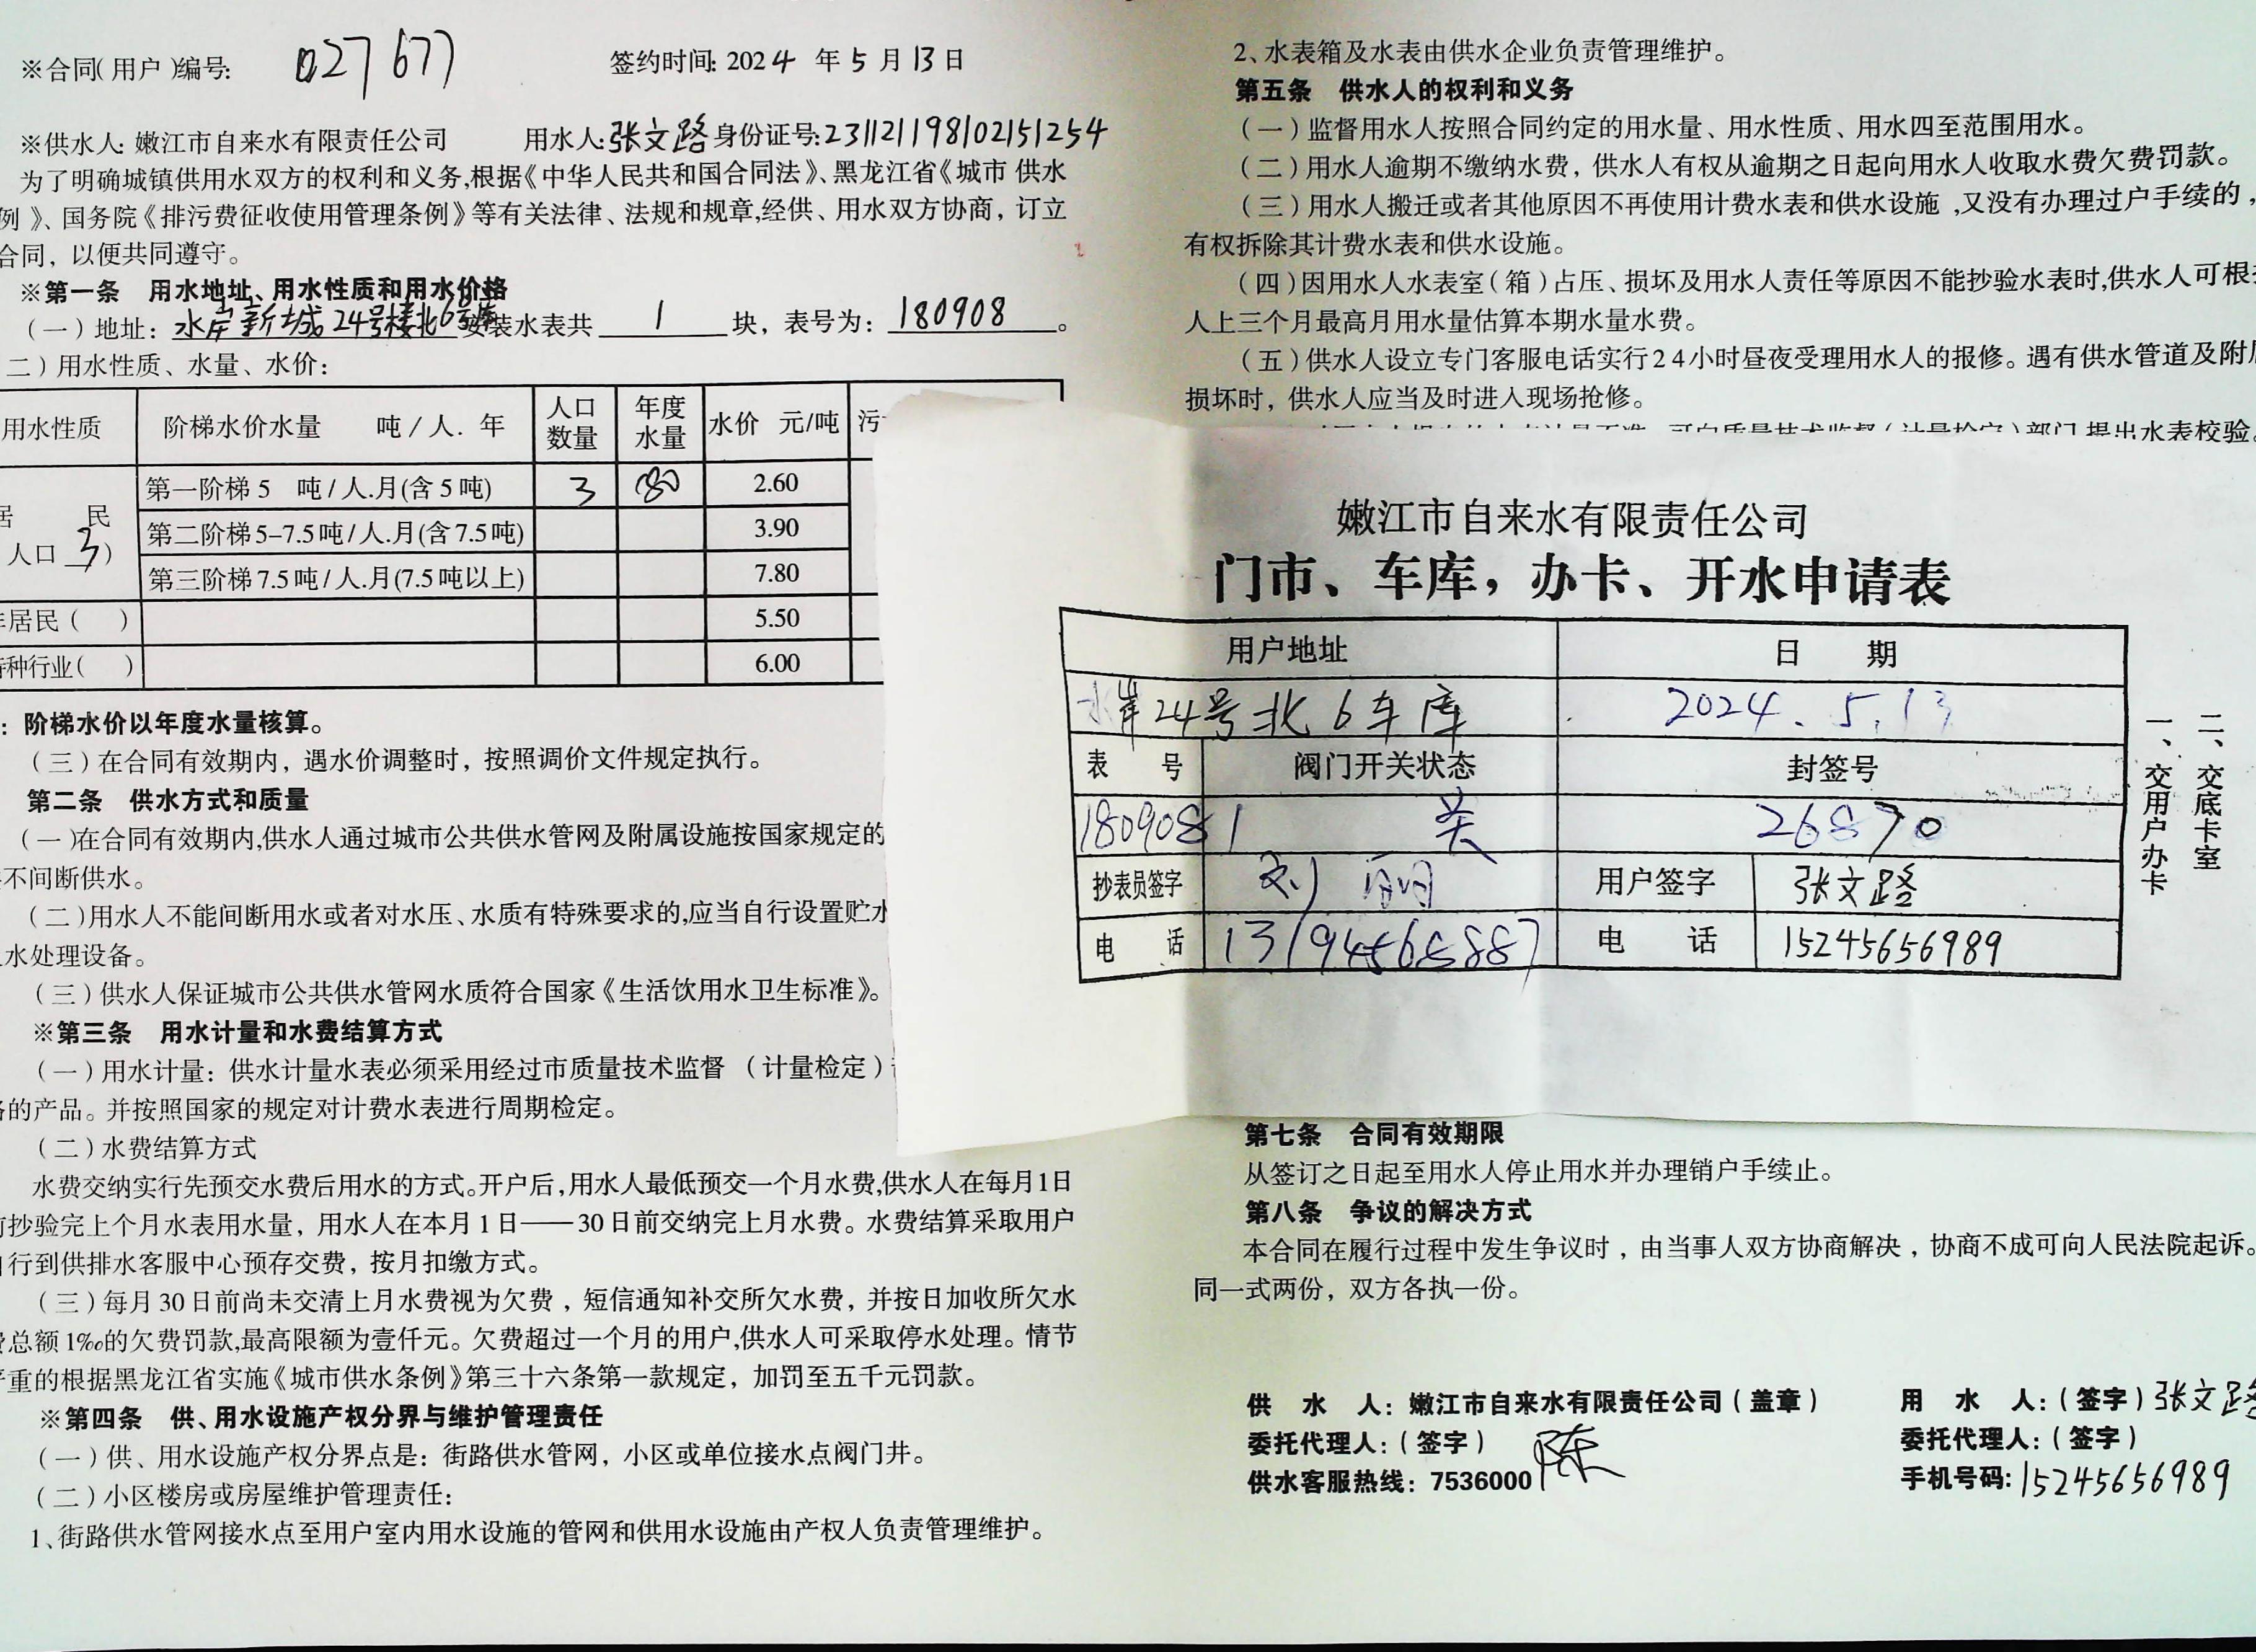 ※合同(用户)编号: 027677
签约时间: 2024 年 5 月 13 日
※供水人: 嫩江市自来水有限责任公司 用水人: 张文路 身份证号: 231121198102151254
为了明确城镇供用水双方的权利和义务,根据《中华人民共和国合同法》、黑龙江省《城市 供水
例》、国务院《排污费征收使用管理条例》等有关法律、法规和规章,经供、用水双方协商，订立
合同，以便共同遵守。
※第一条 用水地址、用水性质和用水价格
（一）地址：水岸新城24号楼北6号库 安装水表共 1 块，表号为：180908。
二）用水性质、水量、水价：
用水性质 阶梯水价水量 吨/人.年 人口数量 年度水量 水价 元/吨 污
居 民 第一阶梯 5 吨/人.月(含 5 吨) 3 180 2.60
人口 3 ） 第二阶梯 5-7.5 吨/人.月(含 7.5 吨) 3.90
第三阶梯 7.5 吨/人.月(7.5 吨以上) 7.80
居民（ ） 5.50
种行业（ ） 6.00
：阶梯水价以年度水量核算。
（三）在合同有效期内，遇水价调整时，按照调价文件规定执行。
第二条 供水方式和质量
（一）在合同有效期内,供水人通过城市公共供水管网及附属设施按国家规定的
不间断供水。
（二）用水人不能间断用水或者对水压、水质有特殊要求的,应当自行设置贮水
水处理设备。
（三）供水人保证城市公共供水管网水质符合国家《生活饮用水卫生标准》。
※第三条 用水计量和水费结算方式
（一）用水计量：供水计量水表必须采用经过市质量技术监督（计量检定）
的产品。并按照国家的规定对计费水表进行周期检定。
（二）水费结算方式
水费交纳实行先预交水费后用水的方式。开户后,用水人最低预交一个月水费,供水人在每月1日
前抄验完上个月水表用水量，用水人在本月 1 日——30 日前交纳完上月水费。水费结算采取用户
自行到供排水客服中心预存交费，按月扣缴方式。
（三）每月 30 日前尚未交清上月水费视为欠费，短信通知补交所欠水费，并按日加收所欠水
费总额 1‰的欠费罚款,最高限额为壹仟元。欠费超过一个月的用户,供水人可采取停水处理。情节
严重的根据黑龙江省实施《城市供水条例》第三十六条第一款规定，加罚至五千元罚款。
※第四条 供、用水设施产权分界与维护管理责任
（一）供、用水设施产权分界点是：街路供水管网，小区或单位接水点阀门井。
（二）小区楼房或房屋维护管理责任：
1、街路供水管网接水点至用户室内用水设施的管网和供用水设施由产权人负责管理维护。
2、水表箱及水表由供水企业负责管理维护。
第五条 供水人的权利和义务
（一）监督用水人按照合同约定的用水量、用水性质、用水四至范围用水。
（二）用水人逾期不缴纳水费，供水人有权从逾期之日起向用水人收取水费欠费罚款。
（三）用水人搬迁或者其他原因不再使用计费水表和供水设施，又没有办理过户手续的，
有权拆除其计费水表和供水设施。
（四）因用水人水表室（箱）占压、损坏及用水人责任等原因不能抄验水表时,供水人可根
人上三个月最高月用水量估算本期水量水费。
（五）供水人设立专门客服电话实行24小时昼夜受理用水人的报修。遇有供水管道及附
损坏时，供水人应当及时进入现场抢修。
可向质量技术监督（计量检定）部门 提出水表校验。
嫩江市自来水有限责任公司
门市、车库，办卡、开水申请表
用户地址 日 期
水岸24号北6车库 2024.5.13
表 号 阀门开关状态 封签号
1809081 关 26870
抄表员签字 刘丽 用户签字 张文路
电 话 电 话 15245656989
一、交用户办卡
二、交底卡室
第七条 合同有效期限
从签订之日起至用水人停止用水并办理销户手续止。
第八条 争议的解决方式
本合同在履行过程中发生争议时，由当事人双方协商解决，协商不成可向人民法院起诉。
同一式两份，双方各执一份。
供 水 人：嫩江市自来水有限责任公司（盖章） 用 水 人：（签字）张文路
委托代理人：（签字）陈 委托代理人：（签字）
供水客服热线：7536000 手机号码：15245656989